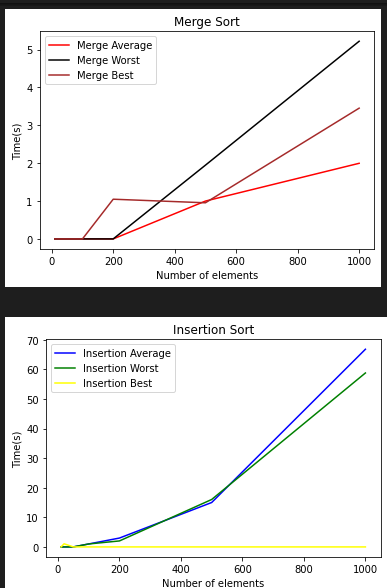 Merge Sort
Merge Average
Merge Worst
Merge Best
Time(s)
5
4
3
2
1
0
0 200 400 600 800 1000
Number of elements
Insertion Sort
Insertion Average
Insertion Worst
Insertion Best
Time(s)
70
60
50
40
30
20
10
0
0 200 400 600 800 1000
Number of elements